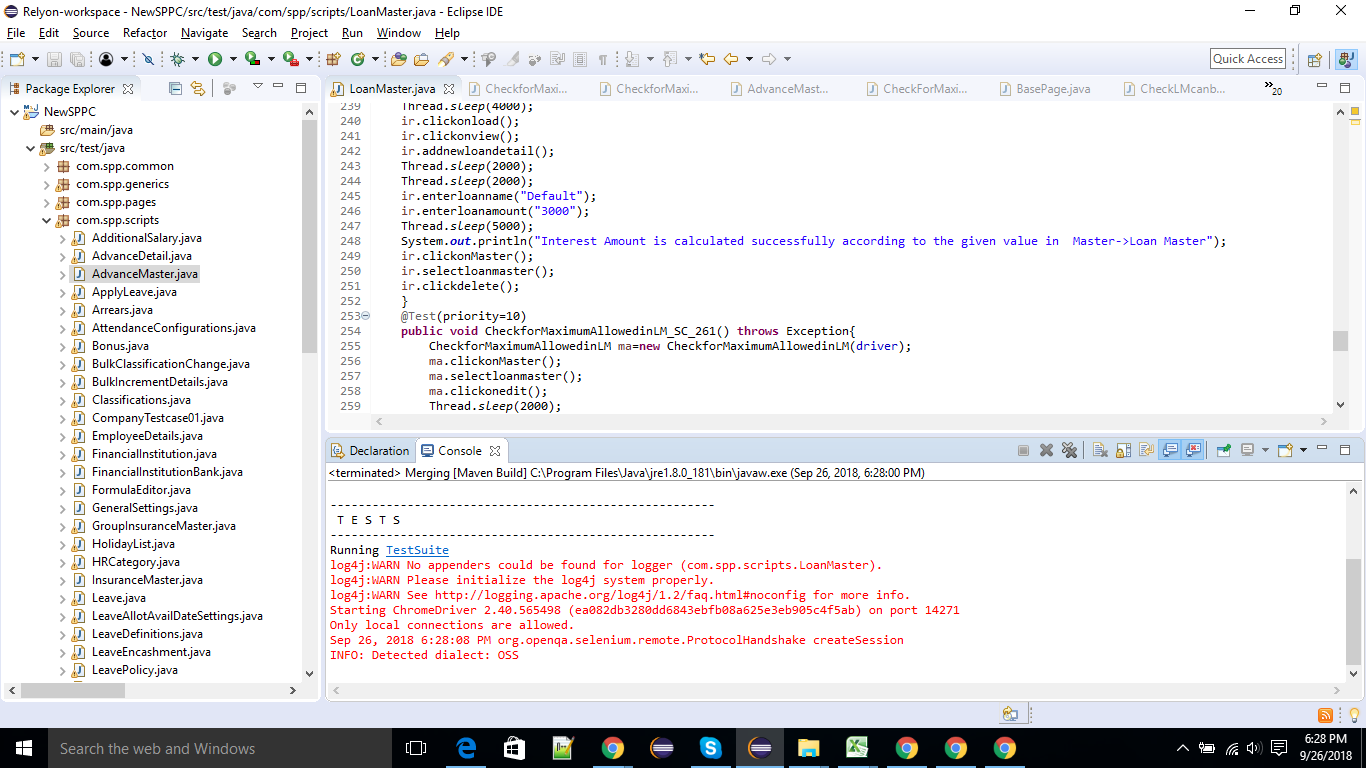 Relyon-workspace - NewSPPC/src/test/java/com/spp/scripts/LoanMaster.java - Eclipse IDE
File Edit Source Refactor Navigate Search Project Run Window Help
Quick Access
Package Explorer
NewSPPC
src/main/java
src/test/java
com.spp.common
com.spp.generics
com.spp.pages
com.spp.scripts
AdditionalSalary.java
AdvanceDetail.java
AdvanceMaster.java
ApplyLeave.java
Arrears.java
AttendanceConfigurations.java
Bonus.java
BulkClassificationChange.java
BulkIncrementDetails.java
Classifications.java
CompanyTestcase01.java
EmployeeDetails.java
FinancialInstitution.java
FinancialInstitutionBank.java
FormulaEditor.java
GeneralSettings.java
GroupInsuranceMaster.java
HolidayList.java
HRCategory.java
InsuranceMaster.java
Leave.java
LeaveAllotAvailDateSettings.java
LeaveDefinitions.java
LeaveEncashment.java
LeavePolicy.java
LoanMaster.java CheckforMaxi... CheckforMaxi... AdvanceMast... CheckForMaxi... BasePage.java CheckLMcanb... 20
239 Thread.sleep(4000);
240 ir.clickonload();
241 ir.clickonview();
242 ir.addnewloandetail();
243 Thread.sleep(2000);
244 Thread.sleep(2000);
245 ir.enterloanname("Default");
246 ir.enterloanamount("3000");
247 Thread.sleep(5000);
248 System.out.println("Interest Amount is calculated successfully according to the given value in  Master->Loan Master");
249 ir.clickonMaster();
250 ir.selectloanmaster();
251 ir.clickdelete();
252 }
253 @Test(priority=10)
254 public void CheckforMaximumAllowedinLM_SC_261() throws Exception{
255 CheckforMaximumAllowedinLM ma=new CheckforMaximumAllowedinLM(driver);
256 ma.clickonMaster();
257 ma.selectloanmaster();
258 ma.clickonedit();
259 Thread.sleep(2000);
Declaration Console
<terminated> Merging [Maven Build] C:\Program Files\Java\jre1.8.0_181\bin\javaw.exe (Sep 26, 2018, 6:28:00 PM)
-------------------------------------------------------
T E S T S
-------------------------------------------------------
Running TestSuite
log4j:WARN No appenders could be found for logger (com.spp.scripts.LoanMaster).
log4j:WARN Please initialize the log4j system properly.
log4j:WARN See http://logging.apache.org/log4j/1.2/faq.html#noconfig for more info.
Starting ChromeDriver 2.40.565498 (ea082db3280dd6843ebfb08a625e3eb905c4f5ab) on port 14271
Only local connections are allowed.
Sep 26, 2018 6:28:08 PM org.openqa.selenium.remote.ProtocolHandshake createSession
INFO: Detected dialect: OSS
Search the web and Windows
6:28 PM
9/26/2018